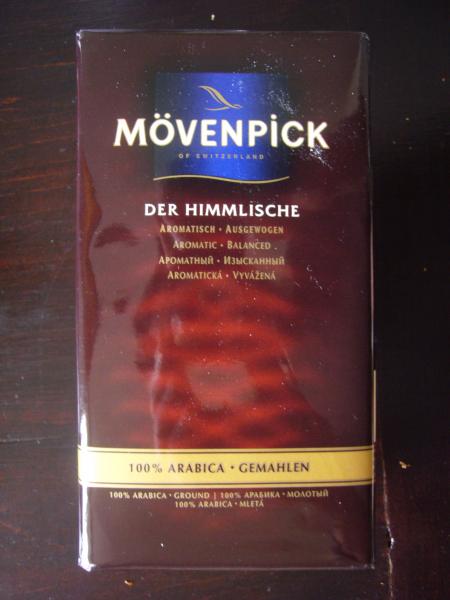 MÖVENPICK
OF SWITZERLAND
DER HIMMLISCHE
AROMATISCH · AUSGEWOGEN
AROMATIC · BALANCED
АРОМАТНЫЙ · ИЗЫСКАННЫЙ
AROMATICKÁ · VYVÁŽENÁ
100% ARABICA · GEMAHLEN
100% ARABICA · GROUND | 100% АРАБИКА · МОЛОТЫЙ
100% ARABICA · MLETÁ